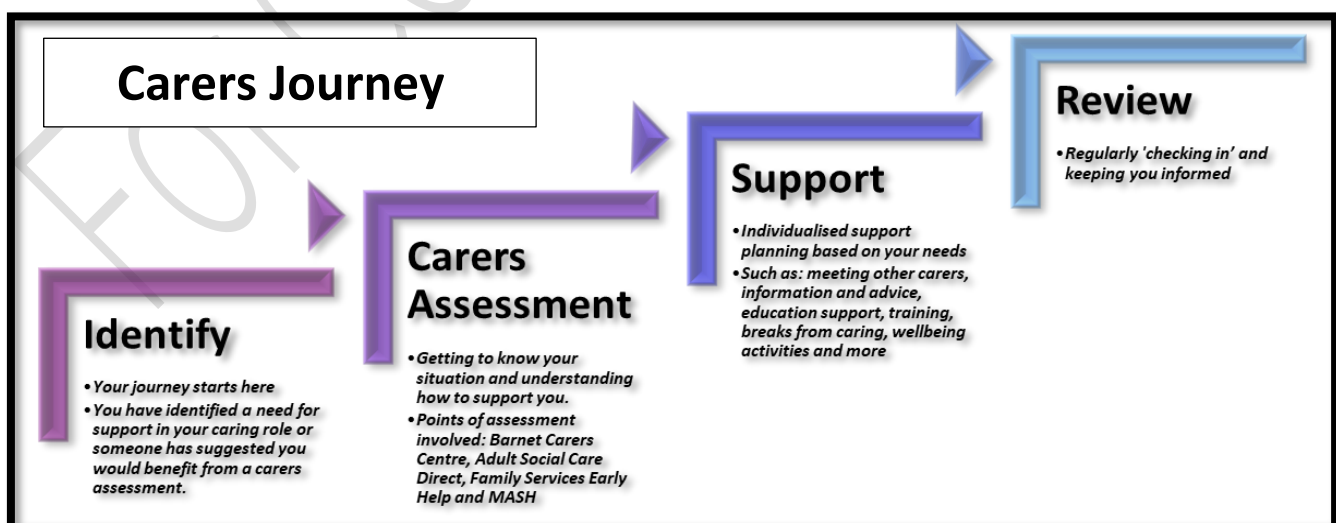 Carers Journey
Identify
•Your journey starts here
•You have identified a need for
support in your caring role or
someone has suggested you
would benefit from a carers
assessment.
Carers
Assessment
•Getting to know your
situation and understanding
how to support you.
•Points of assessment
involved: Barnet Carers
Centre, Adult Social Care
Direct, Family Services Early
Help and MASH
Support
•Individualised support
planning based on your needs
•Such as: meeting other carers,
information and advice,
education support, training,
breaks from caring, wellbeing
activities and more
Review
•Regularly 'checking in’ and
keeping you informed